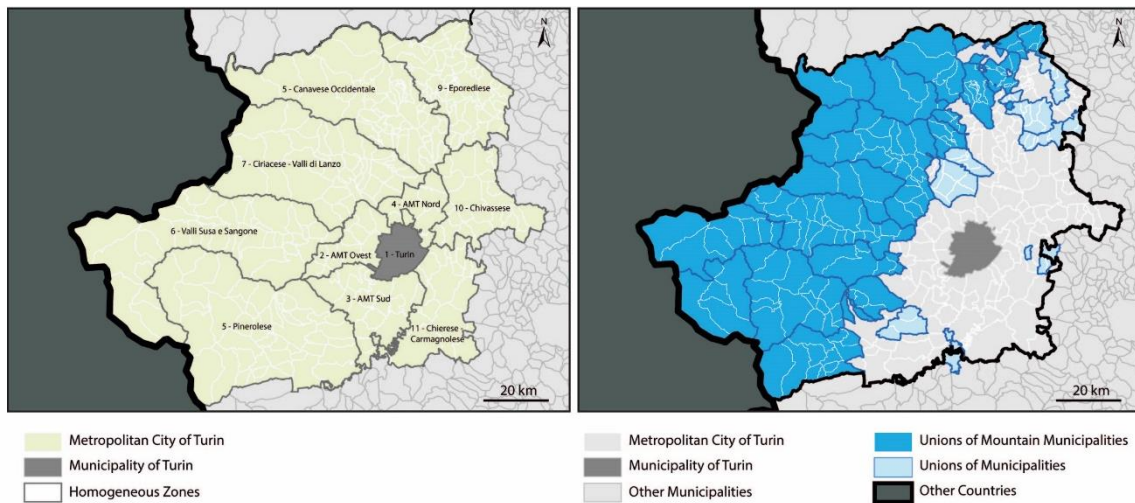 N
5 - Canavese Occidentale
9 - Eporediese
7 - Ciriacese - Valli di Lanzo
4 - AMT Nord
10 - Chivassese
6 - Valli Susa e Sangone
2 - AMT Ovest
1 - Turin
3 - AMT Sud
5 - Pinerolese
11 - Chierese
Carmagnolese
20 km
N
20 km
Metropolitan City of Turin
Municipality of Turin
Homogeneous Zones
Metropolitan City of Turin
Municipality of Turin
Other Municipalities
Unions of Mountain Municipalities
Unions of Municipalities
Other Countries